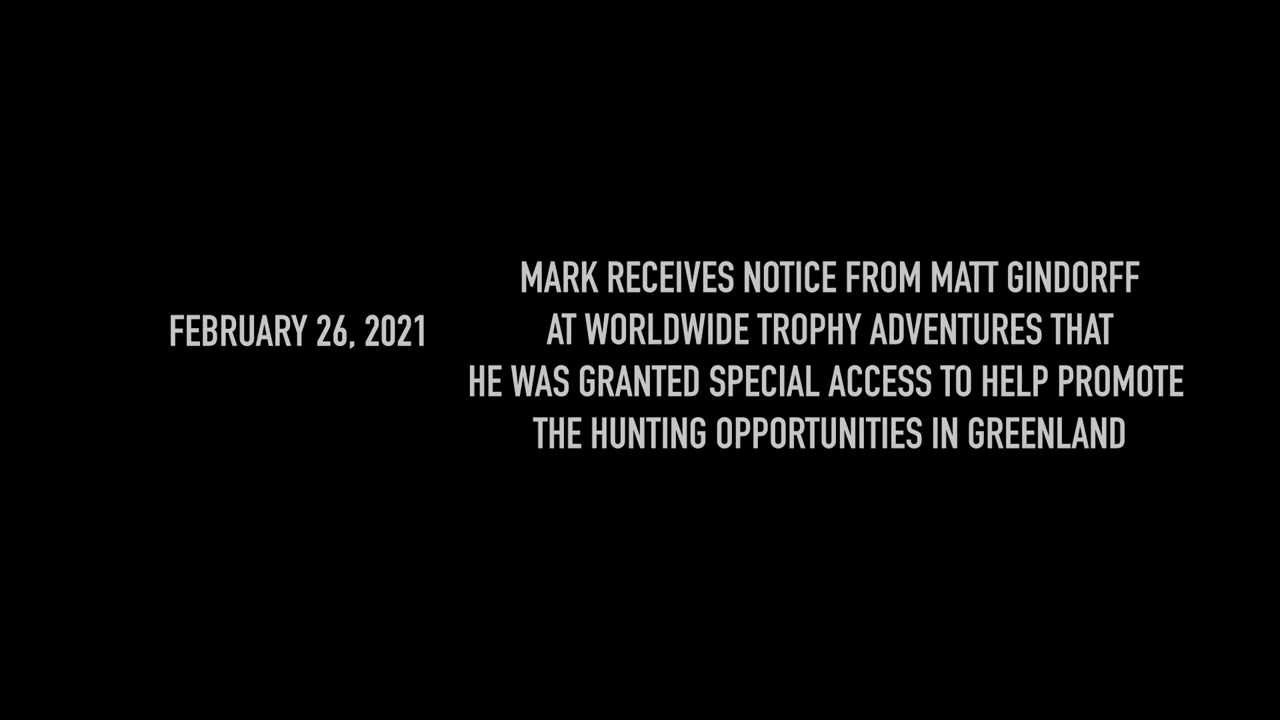 FEBRUARY 26, 2021
MARK RECEIVES NOTICE FROM MATT GINDORFF
AT WORLDWIDE TROPHY ADVENTURES THAT
HE WAS GRANTED SPECIAL ACCESS TO HELP PROMOTE
THE HUNTING OPPORTUNITIES IN GREENLAND